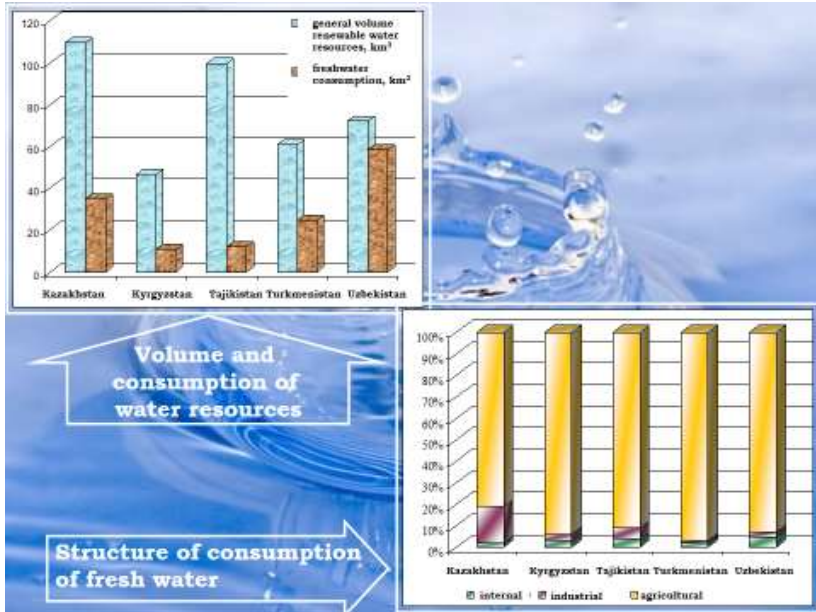 120
100
80
60
40
20
0
general volume
renewable water
resources, km³
freshwater
consumption, km³
Kazakhstan Kyrgyzstan Tajikistan Turkmenistan Uzbekistan
Volume and
consumption of
water resources
100%
90%
80%
70%
60%
50%
40%
30%
20%
10%
0%
Kazakhstan Kyrgyzstan Tajikistan Turkmenistan Uzbekistan
internal industrial agricultural
Structure of consumption
of fresh water